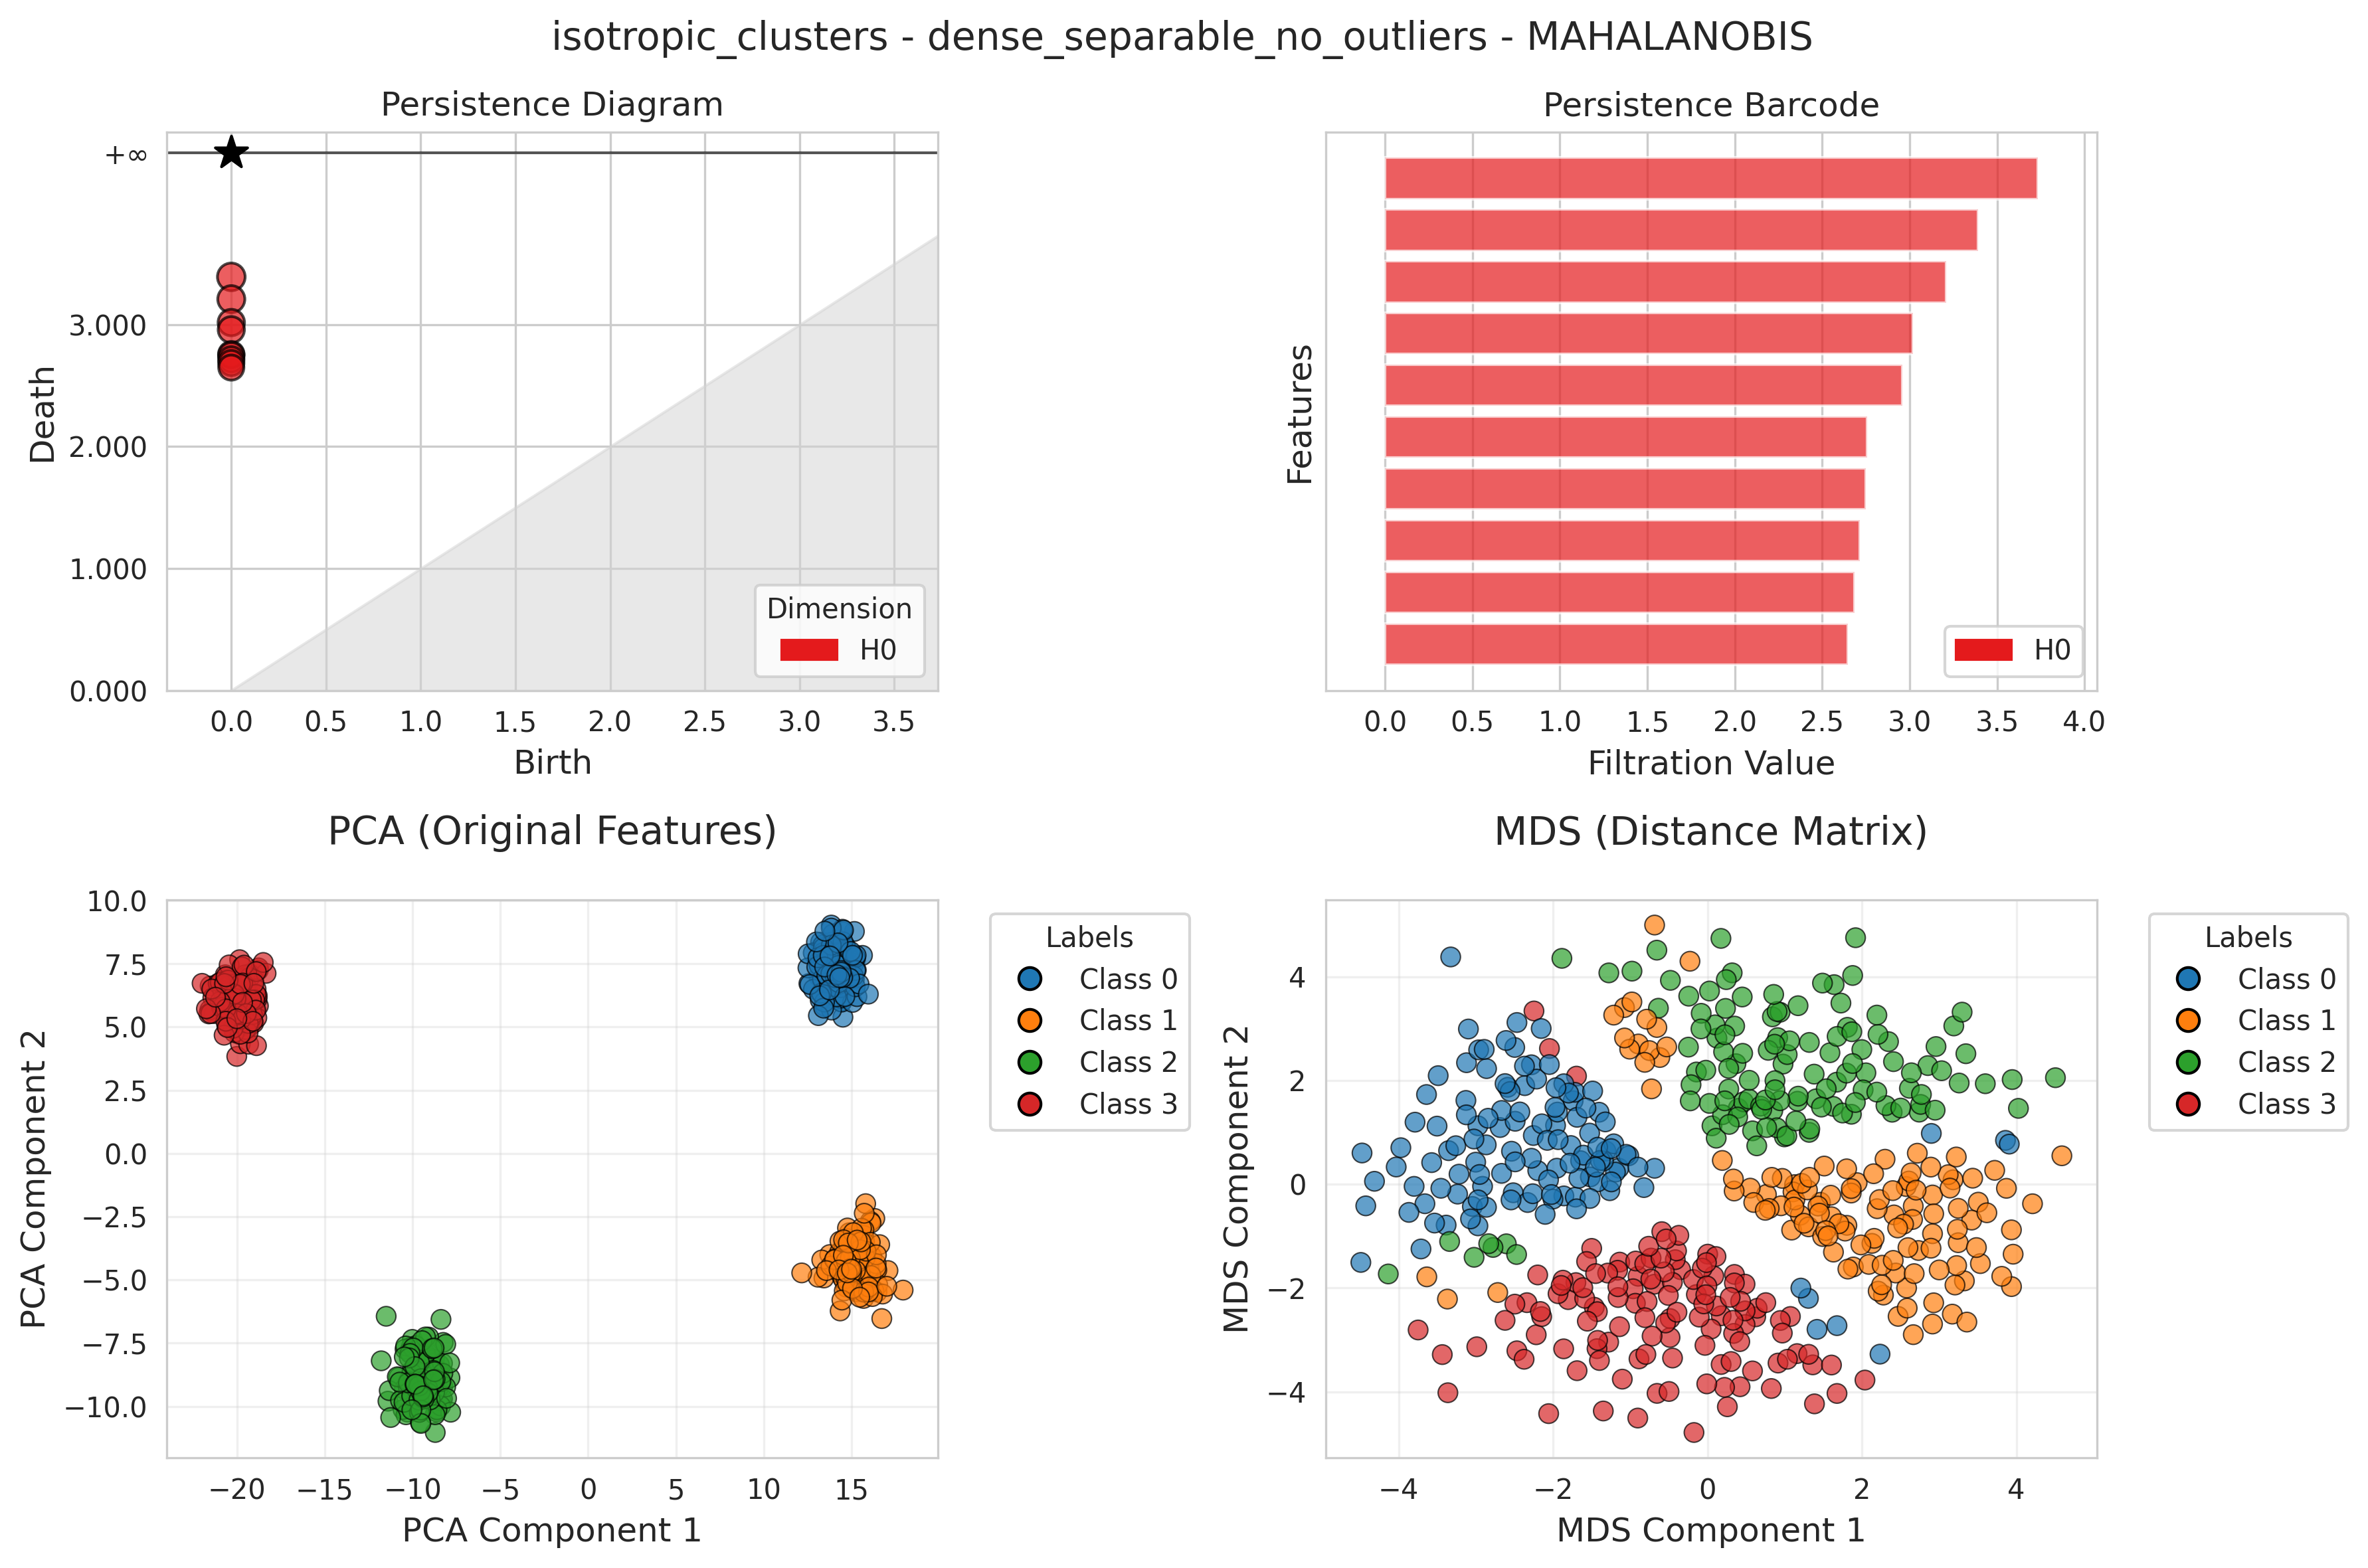 isotropic_clusters - dense_separable_no_outliers - MAHALANOBIS
Persistence Diagram
+∞
3.000
2.000
1.000
0.000
Death
0.0 0.5 1.0 1.5 2.0 2.5 3.0 3.5
Birth
Dimension
H0
Persistence Barcode
Features
0.0 0.5 1.0 1.5 2.0 2.5 3.0 3.5 4.0
Filtration Value
H0
PCA (Original Features)
10.0
7.5
5.0
2.5
0.0
−2.5
−5.0
−7.5
−10.0
PCA Component 2
−20 −15 −10 −5 0 5 10 15
PCA Component 1
Labels
Class 0
Class 1
Class 2
Class 3
MDS (Distance Matrix)
4
2
0
−2
−4
MDS Component 2
−4 −2 0 2 4
MDS Component 1
Labels
Class 0
Class 1
Class 2
Class 3